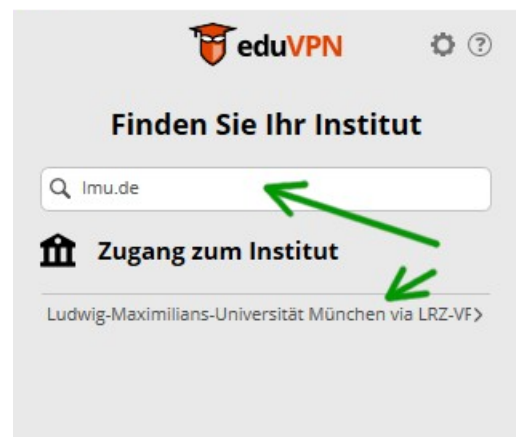 eduVPN
Finden Sie Ihr Institut
lmu.de
Zugang zum Institut
Ludwig-Maximilians-Universität München via LRZ-VF